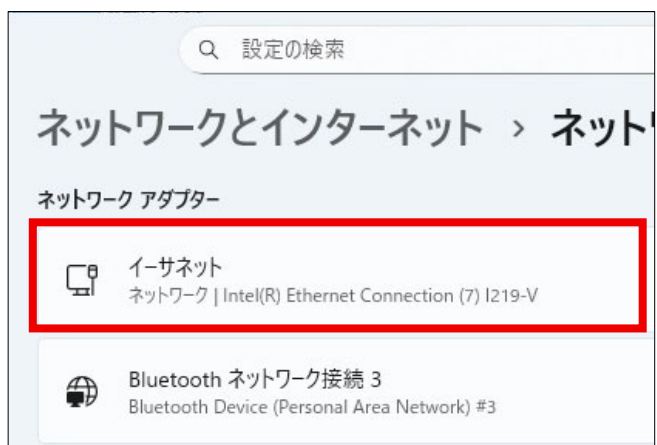 設定の検索
ネットワークとインターネット › ネット
ネットワーク アダプター
イーサネット
ネットワーク | Intel(R) Ethernet Connection (7) I219-V
Bluetooth ネットワーク接続 3
Bluetooth Device (Personal Area Network) #3